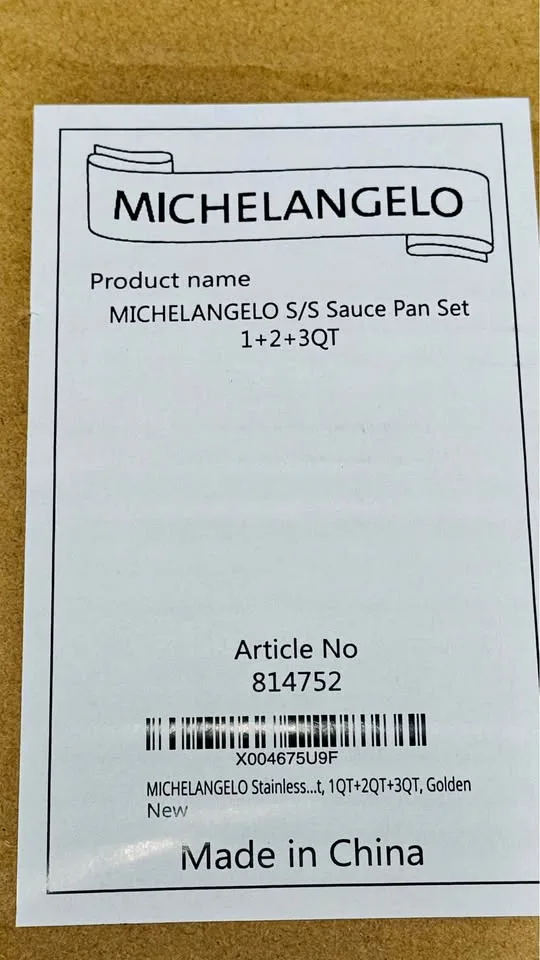 MICHELANGELO
Product name
MICHELANGELO S/S Sauce Pan Set
1+2+3QT
Article No
814752
X004675U9F
MICHELANGELO Stainless...t, 1QT+2QT+3QT, Golden
New
Made in China